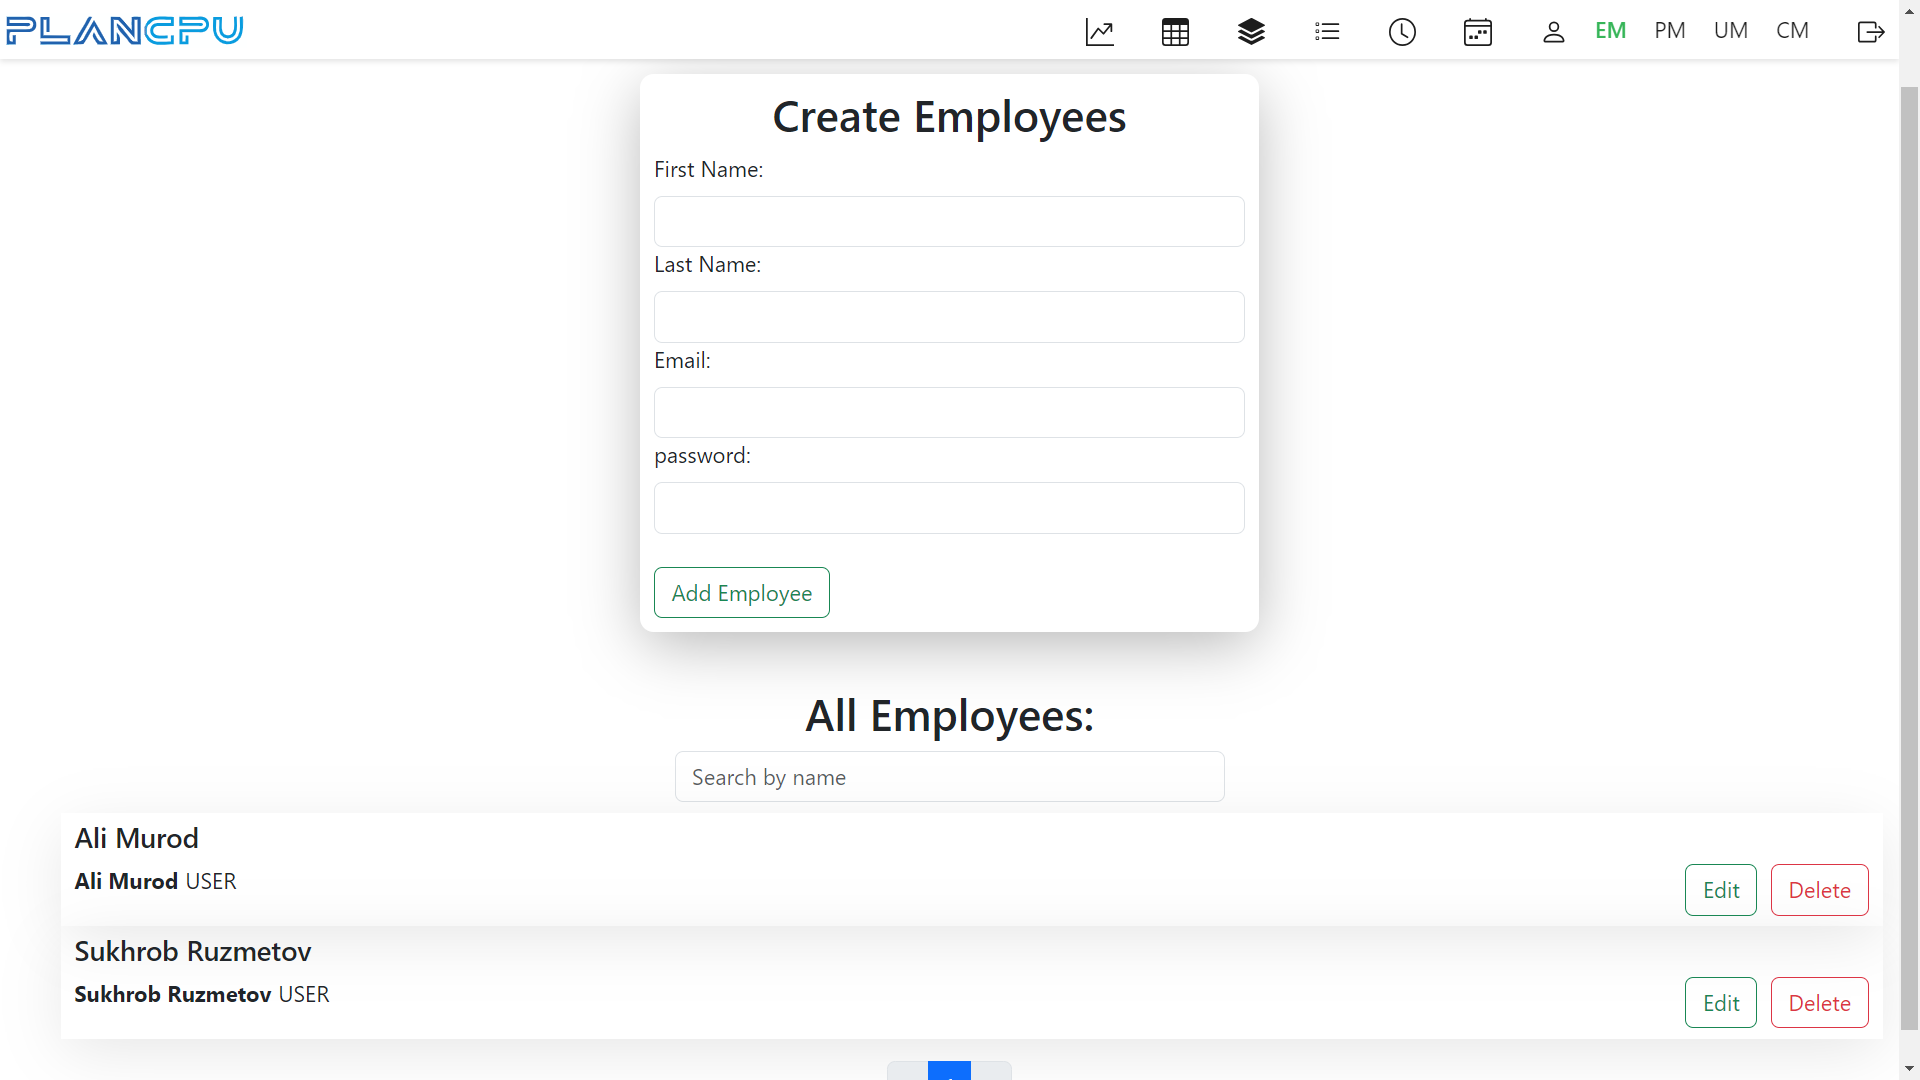 PLANCPU EM PM UM CM
Create Employees
First Name:
Last Name:
Email:
password:
Add Employee
All Employees:
Search by name
Ali Murod
Ali Murod USER
Edit Delete
Sukhrob Ruzmetov
Sukhrob Ruzmetov USER
Edit Delete